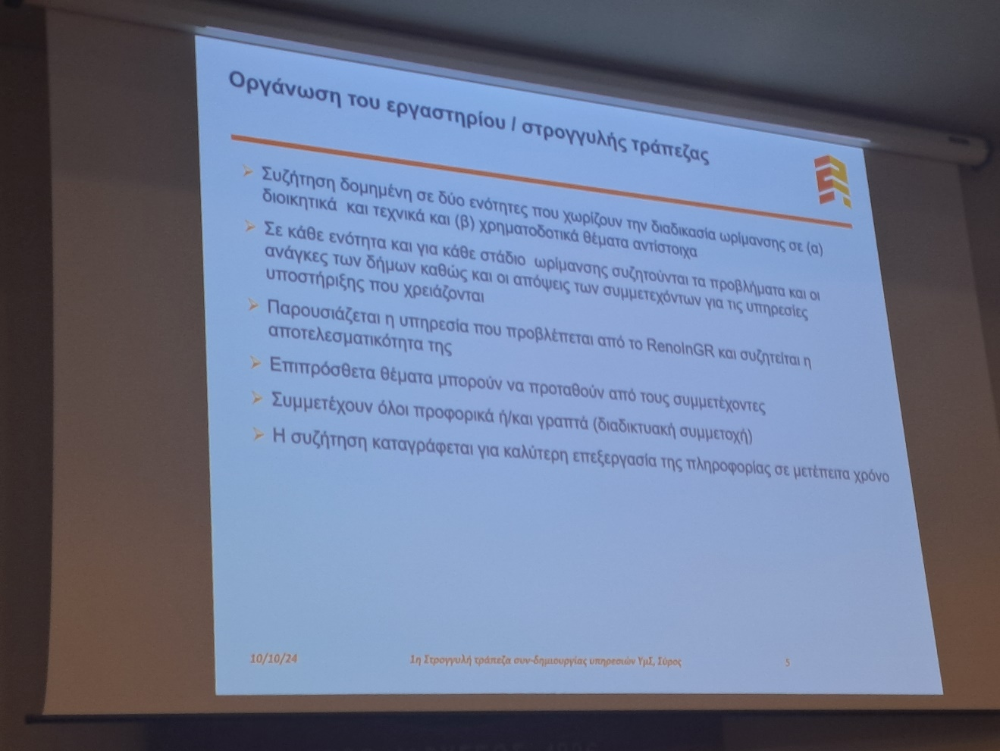 Οργάνωση του εργαστηρίου / στρογγυλής τράπεζας
Συζήτηση δομημένη σε δύο ενότητες που χωρίζουν την διαδικασία ωρίμανσης σε (α)
διοικητικά και τεχνικά και (β) χρηματοδοτικά θέματα αντίστοιχα
Σε κάθε ενότητα και για κάθε στάδιο ωρίμανσης συζητούνται τα προβλήματα και οι
ανάγκες των δήμων καθώς και οι απόψεις των συμμετεχόντων για τις υπηρεσίες
υποστήριξης που χρειάζονται
Παρουσιάζεται η υπηρεσία που προβλέπεται από το RenoInGR και συζητείται η
αποτελεσματικότητα της
Επιπρόσθετα θέματα μπορούν να προταθούν από τους συμμετέχοντες
Συμμετέχουν όλοι προφορικά ή/και γραπτά (διαδικτυακή συμμετοχή)
Η συζήτηση καταγράφεται για καλύτερη επεξεργασία της πληροφορίας σε μετέπειτα χρόνο
10/10/24
1η Στρογγυλή τράπεζα συν-δημιουργίας υπηρεσιών ΥμΣ, Σύρος
5